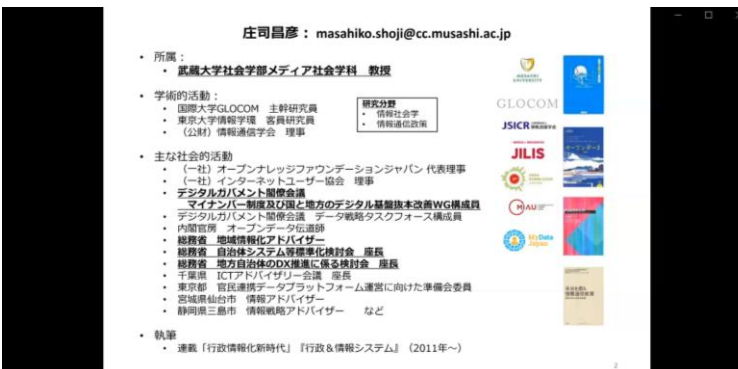 庄司昌彦： masahiko.shoji@cc.musashi.ac.jp
• 所属：
• 武蔵大学社会学部メディア社会学科　教授
• 学術的活動：
• 国際大学GLOCOM　主幹研究員
• 東京大学情報学環　客員研究員
• （公財）情報通信学会　理事
研究分野
• 情報社会学
• 情報通信政策
• 主な社会的活動
• （一社）オープンナレッジファウンデーションジャパン 代表理事
• （一社）インターネットユーザー協会　理事
• デジタルガバメント閣僚会議
マイナンバー制度及び国と地方のデジタル基盤抜本改善WG構成員
• デジタルガバメント閣僚会議　データ戦略タスクフォース構成員
• 内閣官房　オープンデータ伝道師
• 総務省　地域情報化アドバイザー
• 総務省　自治体システム等標準化検討会　座長
• 総務省　地方自治体のDX推進に係る検討会　座長
• 千葉県　ICTアドバイザリー会議　座長
• 東京都　官民連携データプラットフォーム運営に向けた準備会委員
• 宮城県仙台市　情報アドバイザー
• 静岡県三島市　情報戦略アドバイザー　　など
• 執筆
• 連載「行政情報化新時代」『行政＆情報システム』（2011年～）
MUSASHI
UNIVERSITY
GLOCOM
JSICR
JILIS
MIAU
MyData
Japan
オープンデータ
2